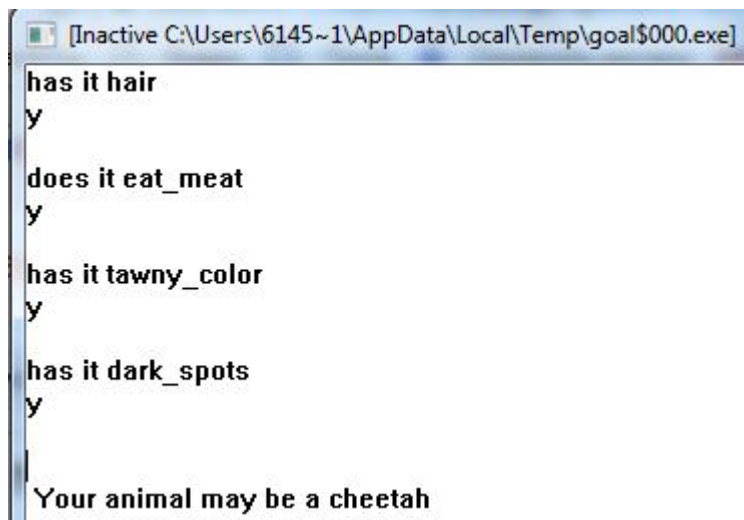 [Inactive C:\Users\6145~1\AppData\Local\Temp\goal$000.exe]
has it hair
y
does it eat_meat
y
has it tawny_color
y
has it dark_spots
y
Your animal may be a cheetah